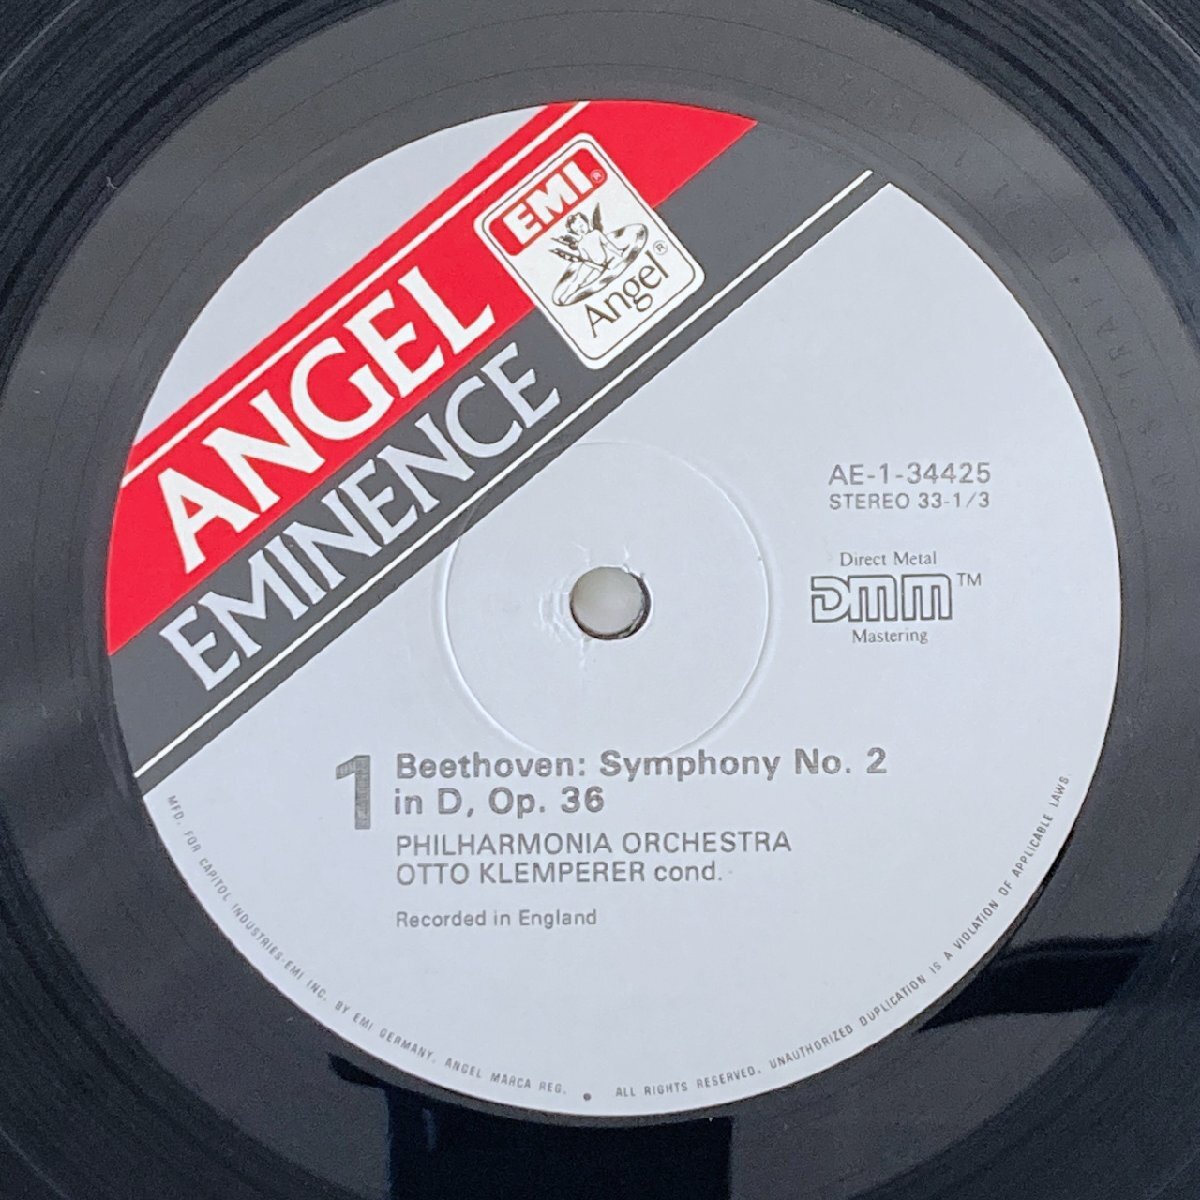 EMI®
Angel®
ANGEL
EMINENCE
AE-1-34425
STEREO 33-1/3
Direct Metal
DMM™
Mastering
1
Beethoven: Symphony No. 2
in D, Op. 36
PHILHARMONIA ORCHESTRA
OTTO KLEMPERER cond.
Recorded in England
MFD. FOR CAPITOL INDUSTRIES-EMI INC. BY EMI GERMANY. ANGEL MARCA REG. • ALL RIGHTS RESERVED. UNAUTHORIZED DUPLICATION IS A VIOLATION OF APPLICABLE LAWS.